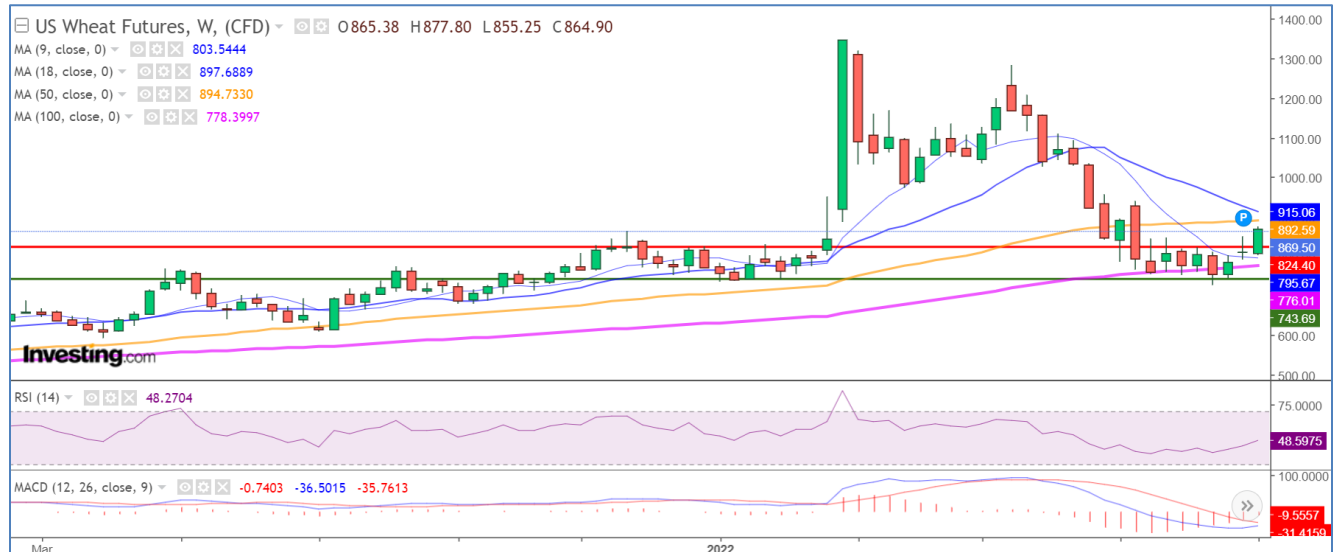 US Wheat Futures, W, (CFD) O865.38 H877.80 L855.25 C864.90
MA (9, close, 0) 803.5444
MA (18, close, 0) 897.6889
MA (50, close, 0) 894.7330
MA (100, close, 0) 778.3997
1400.00
1300.00
1200.00
1100.00
1000.00
P
915.06
892.59
869.50
824.40
795.67
776.01
743.69
600.00
500.00
Investing.com
RSI (14) 48.2704
75.0000
48.5975
MACD (12, 26, close, 9) -0.7403 -36.5015 -35.7613
100.0000
-9.5557
-31.4159
Mar
2022